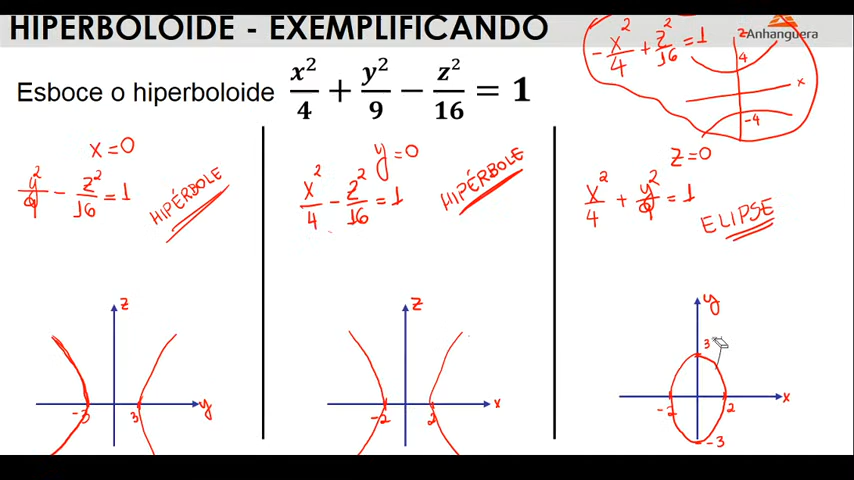 HIPERBOLOIDE - EXEMPLIFICANDO
Anhanguera
Esboce o hiperboloide x²/4 + y²/9 − z²/16 = 1
-x²/4 + z²/16 = 1
z
4
x
-4
x=0
y²/9 - z²/16 = 1
HIPÉRBOLE
z
-3
3
y
y=0
x²/4 - z²/16 = 1
HIPÉRBOLE
z
-2
2
x
z=0
x²/4 + y²/9 = 1
ELIPSE
y
3
-2
2
x
-3